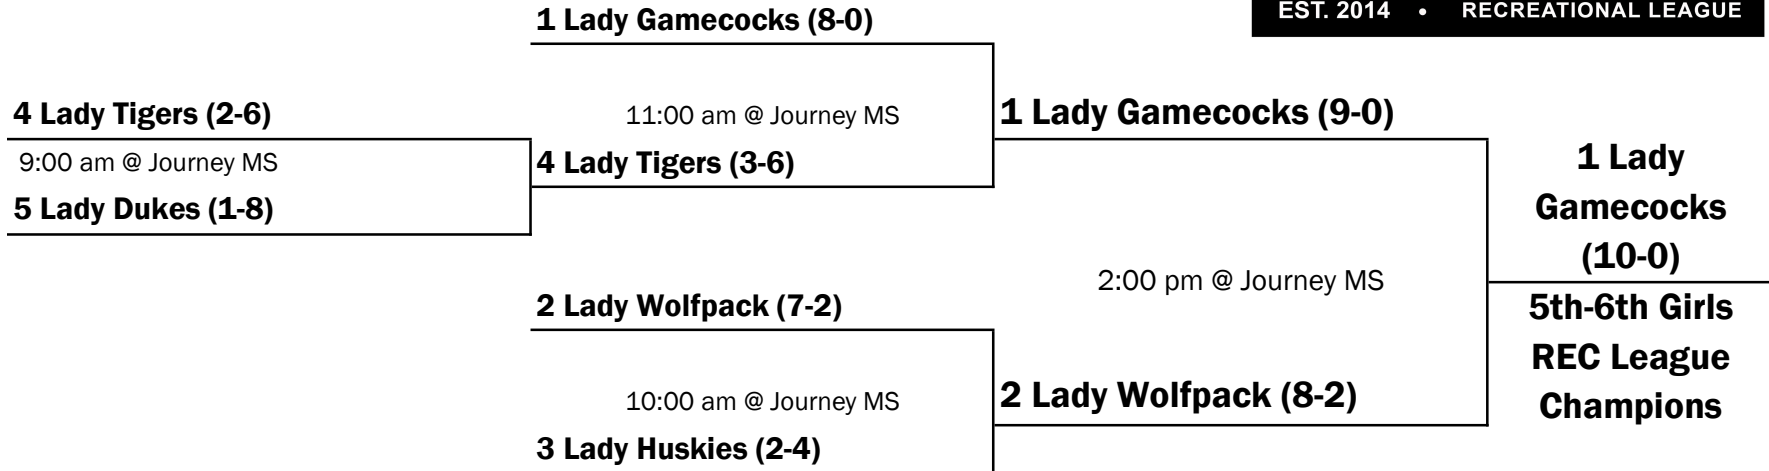 EST. 2014 • RECREATIONAL LEAGUE
1 Lady Gamecocks (8-0)
4 Lady Tigers (2-6)
11:00 am @ Journey MS
1 Lady Gamecocks (9-0)
9:00 am @ Journey MS
4 Lady Tigers (3-6)
1 Lady
Gamecocks
(10-0)
5 Lady Dukes (1-8)
2:00 pm @ Journey MS
2 Lady Wolfpack (7-2)
5th-6th Girls
REC League
Champions
10:00 am @ Journey MS
2 Lady Wolfpack (8-2)
3 Lady Huskies (2-4)